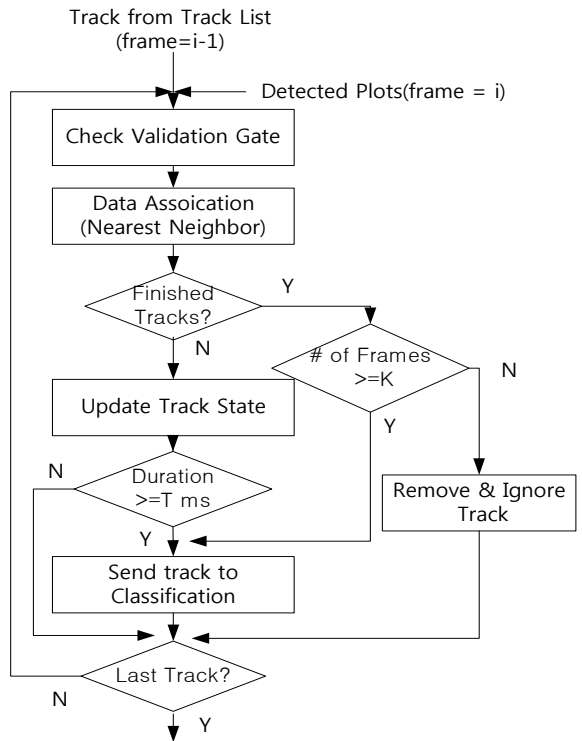 Track from Track List
(frame=i-1)
Detected Plots(frame = i)
Check Validation Gate
Data Assoication
(Nearest Neighbor)
Finished
Tracks?
Y
N
# of Frames
>=K
N
Y
Update Track State
N
Duration
>=T ms
Y
Remove & Ignore
Track
Send track to
Classification
Last Track?
N
Y